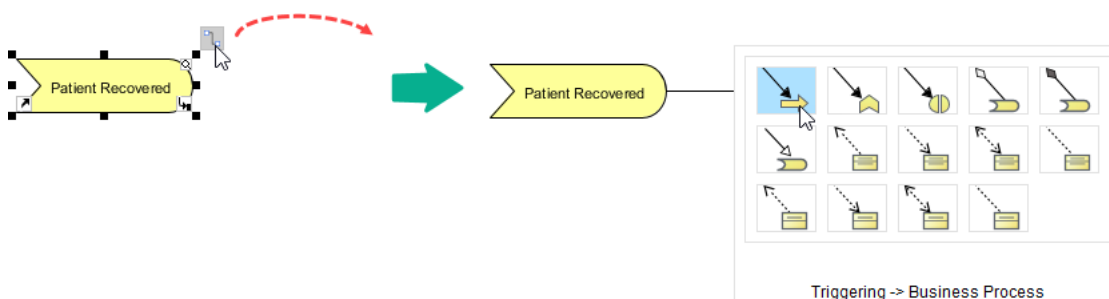 Patient Recovered
Patient Recovered
Triggering -> Business Process